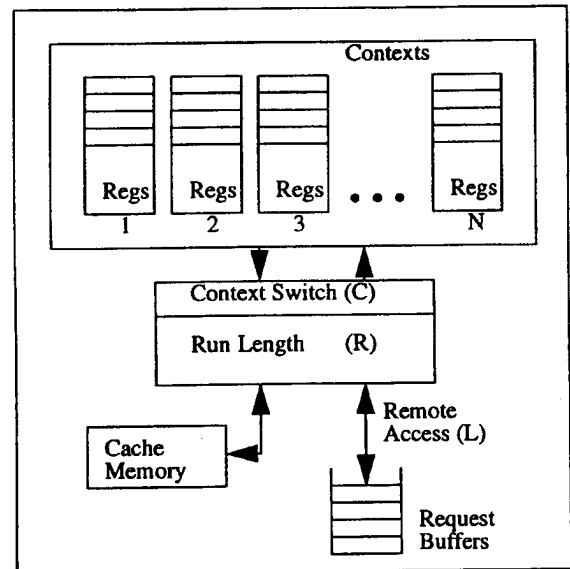 Contexts
Regs Regs Regs Regs
1 2 3 N
Context Switch (C)
Run Length (R)
Remote
Access (L)
Cache
Memory
Request
Buffers